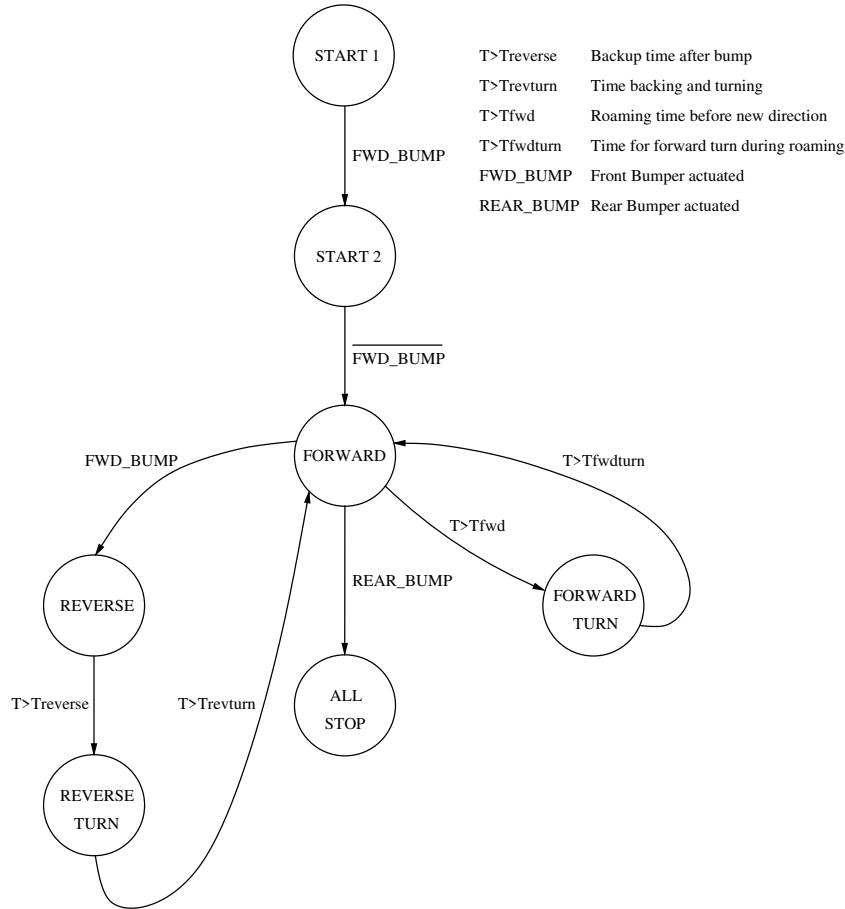 START 1
T>Treverse Backup time after bump
T>Trevturn Time backing and turning
T>Tfwd Roaming time before new direction
T>Tfwdturn Time for forward turn during roaming
FWD_BUMP Front Bumper actuated
REAR_BUMP Rear Bumper actuated
FWD_BUMP
START 2
FWD_BUMP
FORWARD
FWD_BUMP
T>Tfwdturn
T>Tfwd
REAR_BUMP
REVERSE
FORWARD
TURN
T>Treverse
T>Trevturn
ALL
STOP
REVERSE
TURN